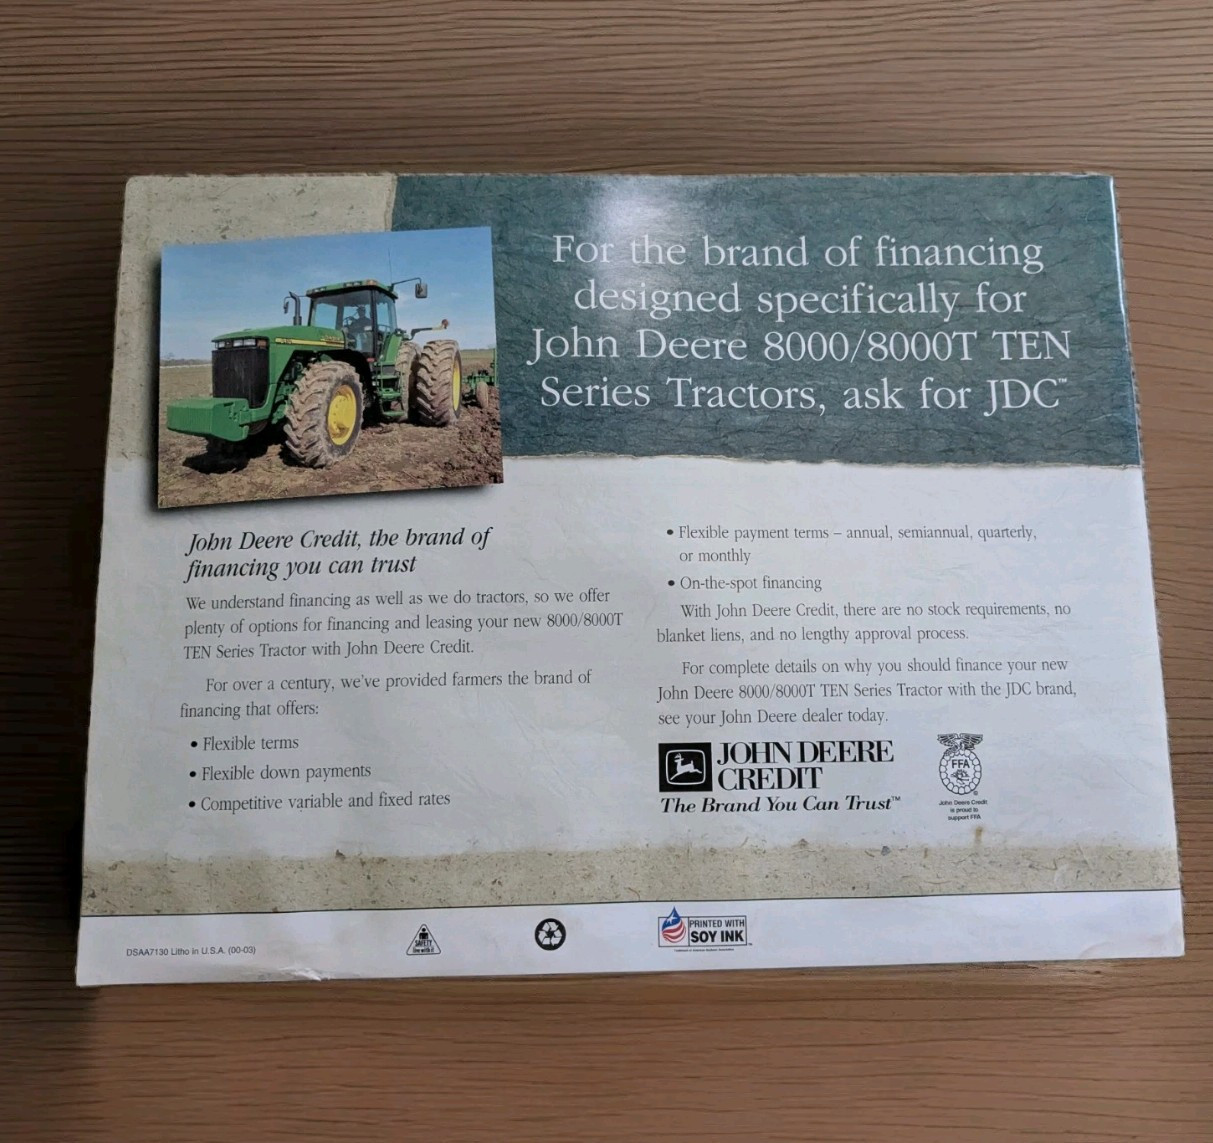 For the brand of financing
designed specifically for
John Deere 8000/8000T TEN
Series Tractors, ask for JDC™
John Deere Credit, the brand of
financing you can trust
We understand financing as well as we do tractors, so we offer
plenty of options for financing and leasing your new 8000/8000T
TEN Series Tractor with John Deere Credit.
For over a century, we've provided farmers the brand of
financing that offers:
• Flexible terms
• Flexible down payments
• Competitive variable and fixed rates
• Flexible payment terms – annual, semiannual, quarterly,
or monthly
• On-the-spot financing
With John Deere Credit, there are no stock requirements, no
blanket liens, and no lengthy approval process.
For complete details on why you should finance your new
John Deere 8000/8000T TEN Series Tractor with the JDC brand,
see your John Deere dealer today.
JOHN DEERE
CREDIT
The Brand You Can Trust™
FFA
John Deere Credit
is proud to
support FFA
DSAA7130 Litho in U.S.A. (00-03)
SAFETY
live with it
PRINTED WITH
SOY INK™